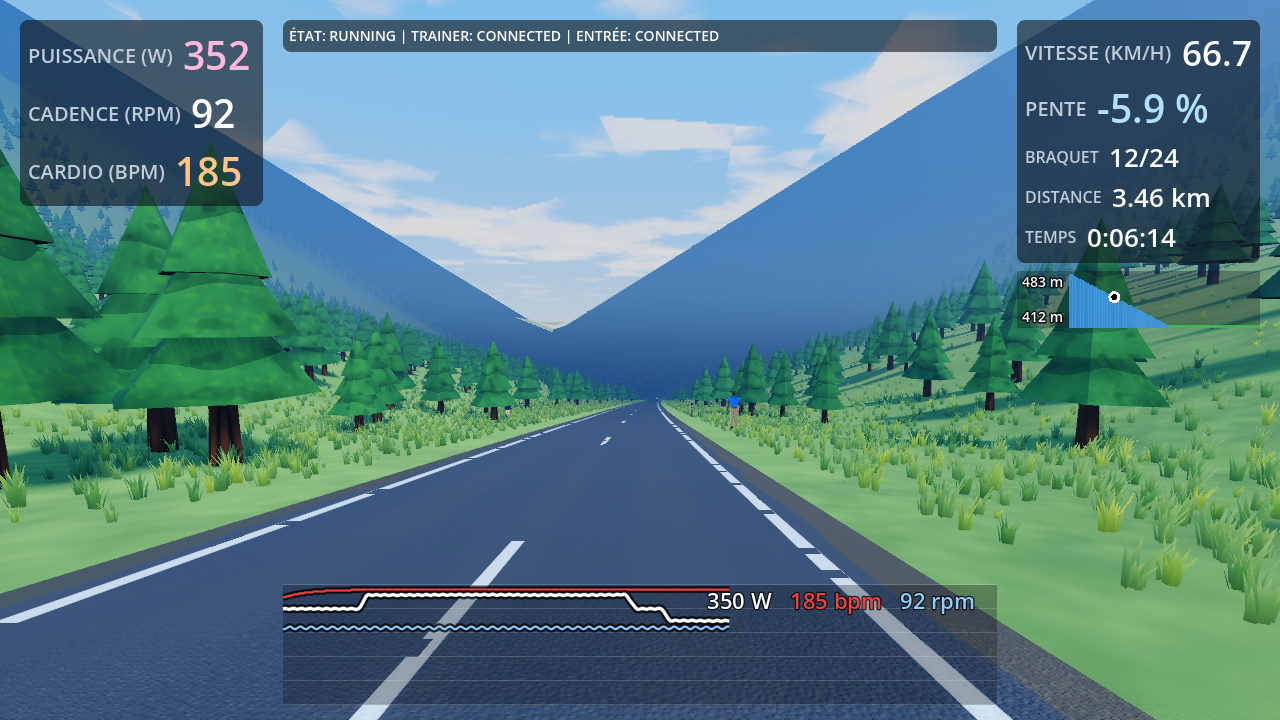 PUISSANCE (W) 352
CADENCE (RPM) 92
CARDIO (BPM) 185
ÉTAT: RUNNING | TRAINER: CONNECTED | ENTRÉE: CONNECTED
VITESSE (KM/H) 66.7
PENTE -5.9 %
BRAQUET 12/24
DISTANCE 3.46 km
TEMPS 0:06:14
483 m
412 m
350 W 185 bpm 92 rpm